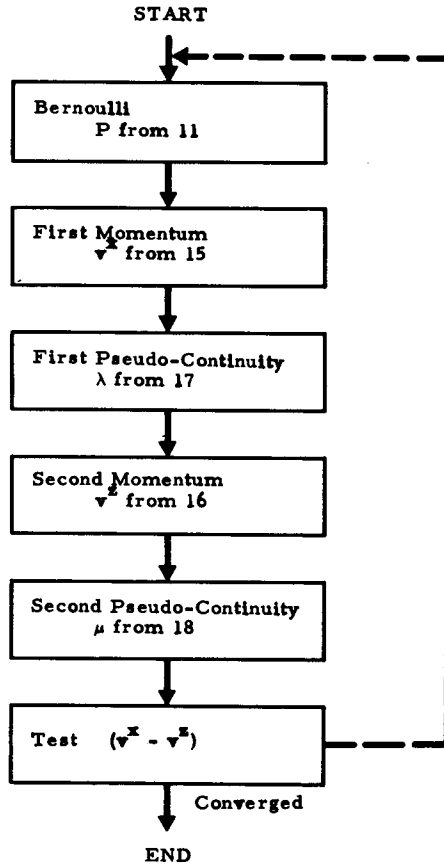 START
Bernoulli
P from 11
First Momentum
v^x from 15
First Pseudo-Continuity
λ from 17
Second Momentum
v^z from 16
Second Pseudo-Continuity
μ from 18
Test (v^x - v^z)
Converged
END